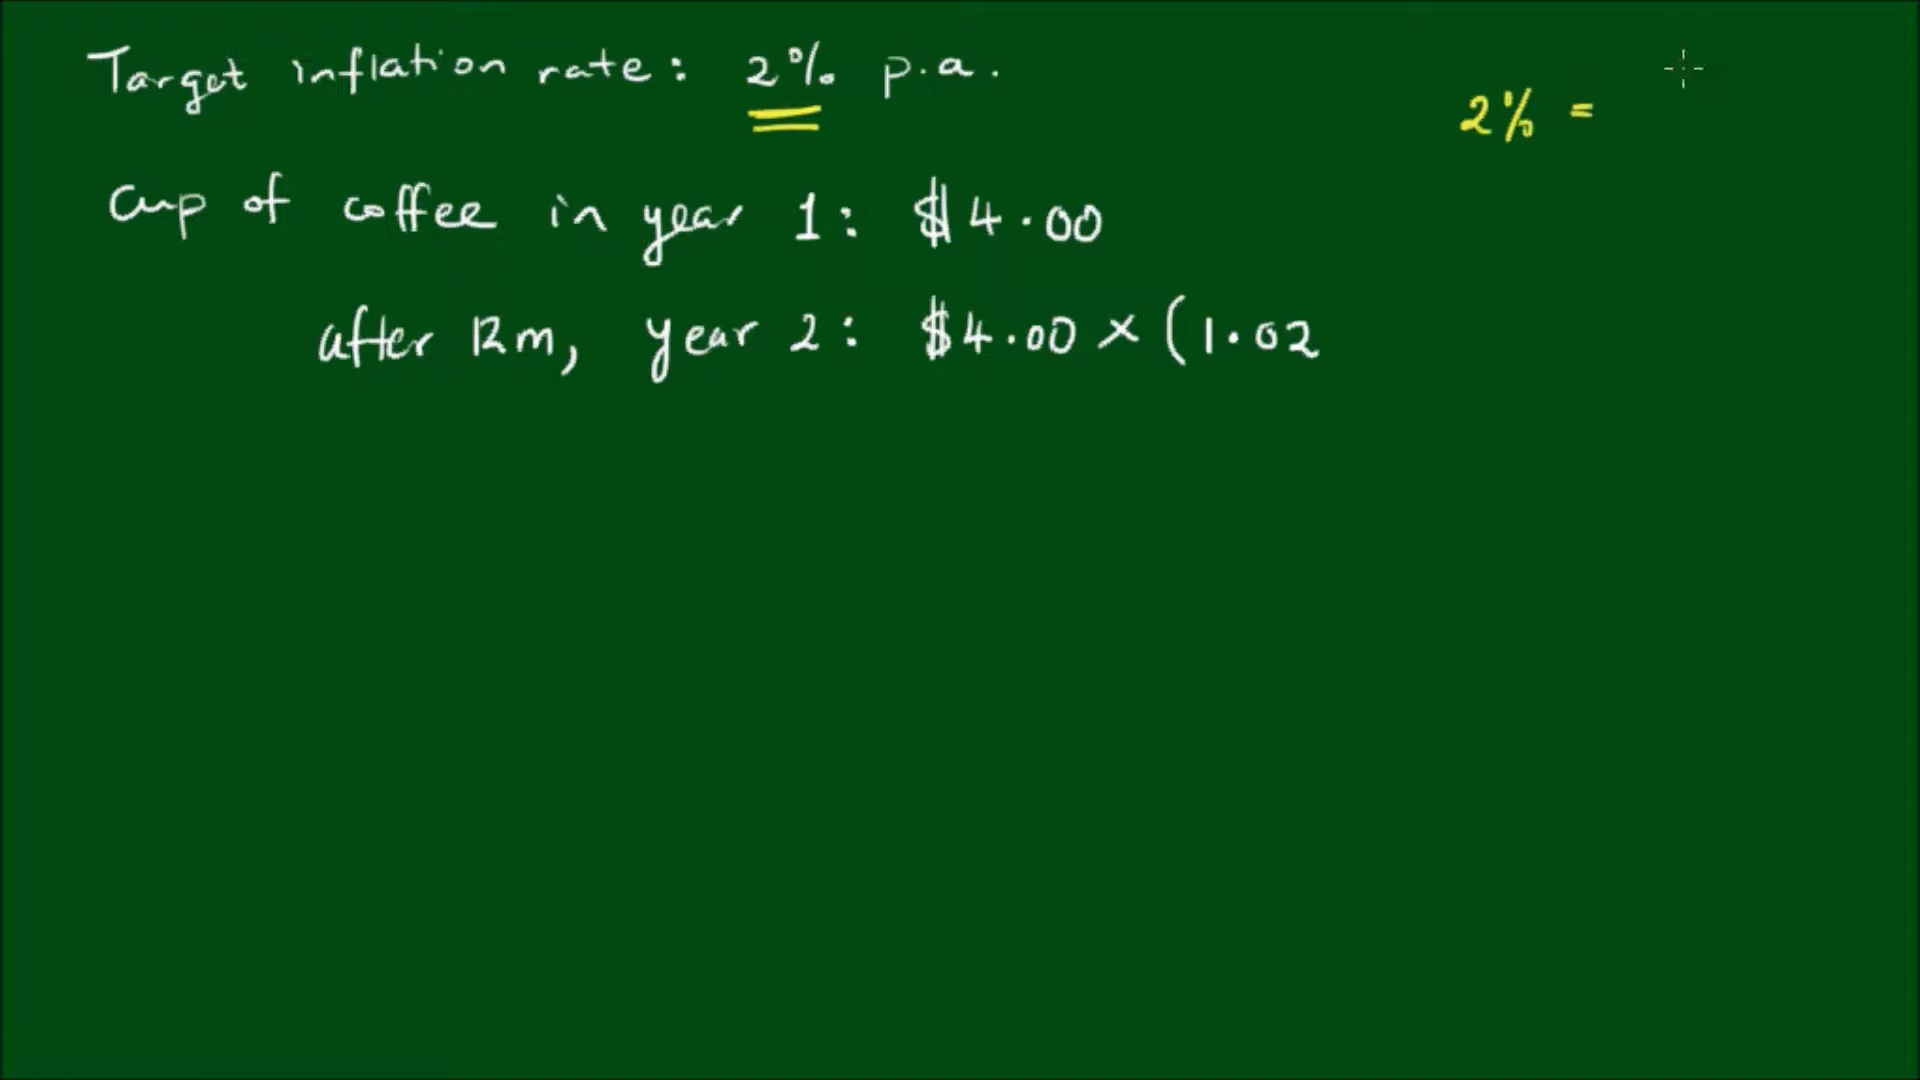 Target inflation rate: 2% p.a.
2% =
Cup of coffee in year 1: $4.00
after 12m, year 2: $4.00 × (1.02